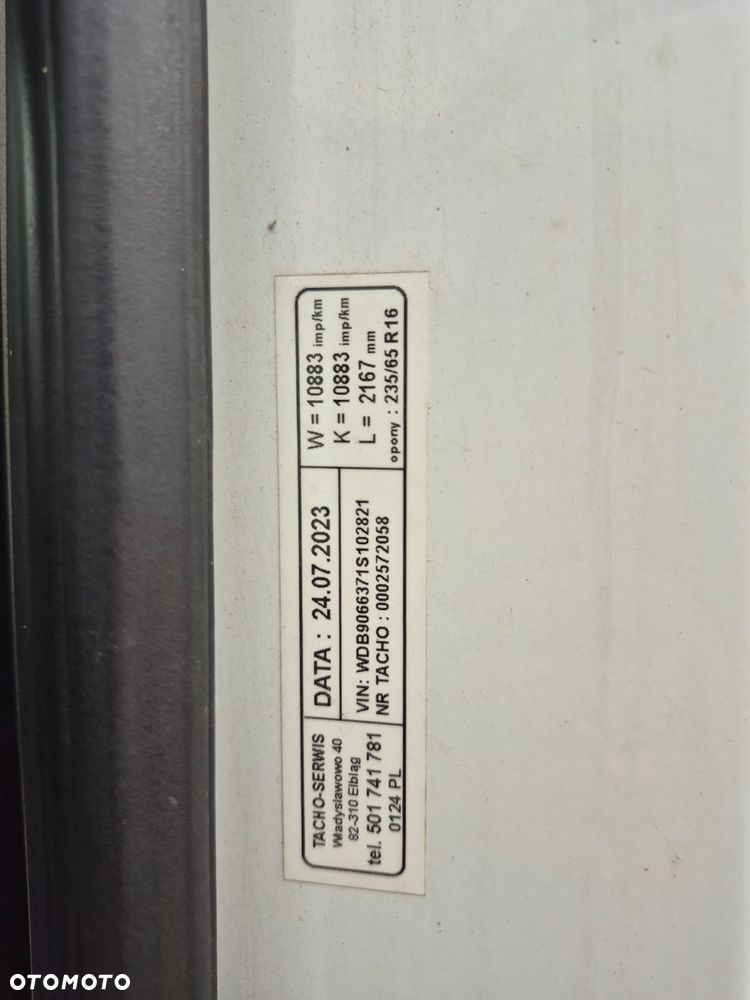 TACHO-SERWIS
Władysławowo 40
82-310 Elbląg
tel. 501 741 781
0124 PL
DATA : 24.07.2023
VIN: WDB9066371S102821
NR TACHO : 0002572058
W = 10883 imp/km
K = 10883 imp/km
L = 2167 mm
opony : 235/65 R16
OTOMOTO